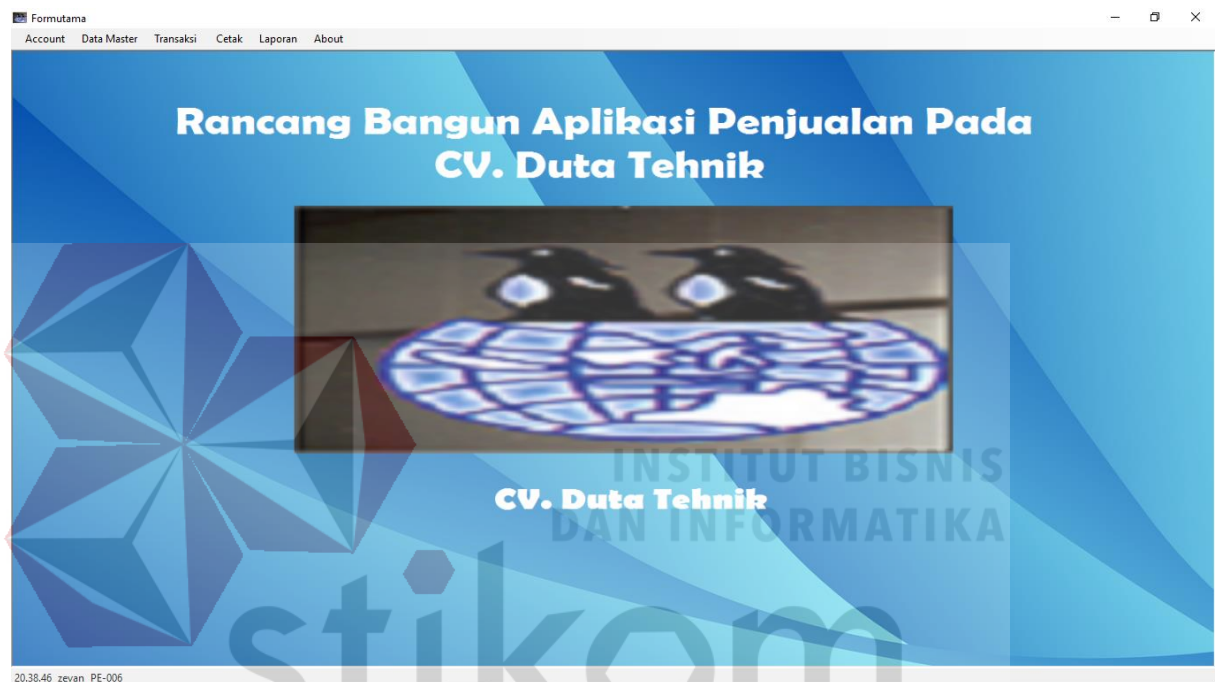 Formutama
Account Data Master Transaksi Cetak Laporan About
Rancang Bangun Aplikasi Penjualan Pada
CV. Duta Tehnik
INSTITUT BISNIS
CV. Duta Tehnik
DAN INFORMATIKA
stikom
20.38.46 zevan PE-006